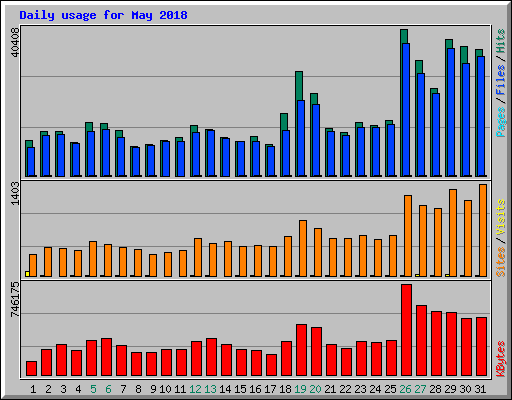 Daily usage for May 2018
40408
Pages / Files / Hits
1403
Sites / Visits
746175
KBytes
1 2 3 4 5 6 7 8 9 10 11 12 13 14 15 16 17 18 19 20 21 22 23 24 25 26 27 28 29 30 31